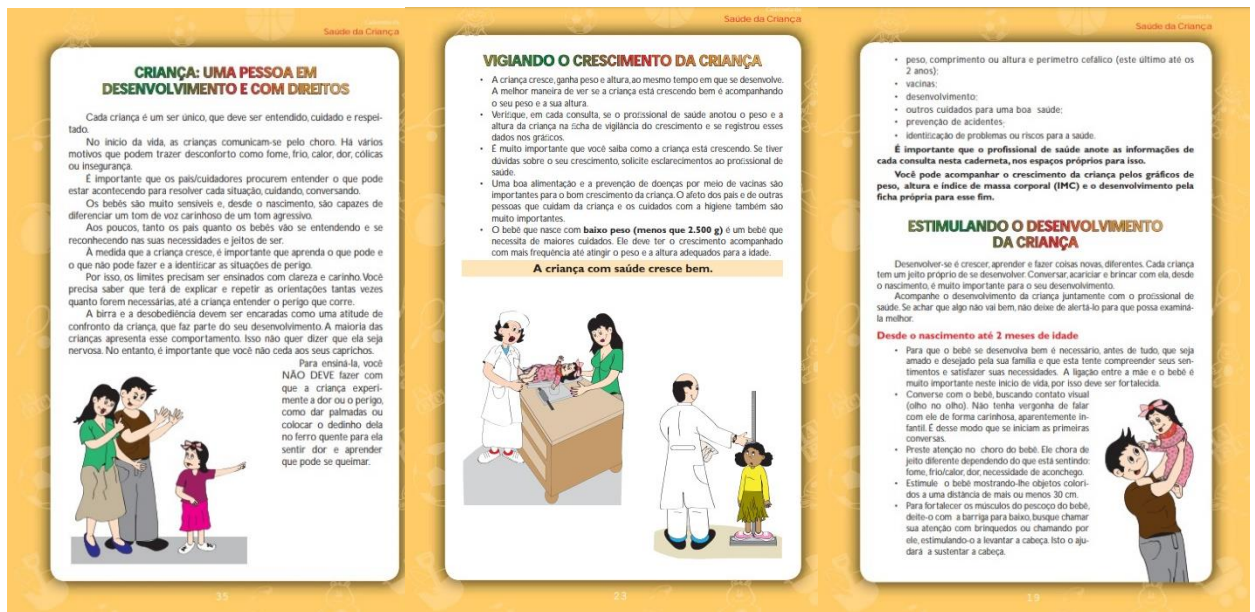 Saúde da Criança
CRIANÇA: UMA PESSOA EM
DESENVOLVIMENTO E COM DIREITOS
Cada criança é um ser único, que deve ser entendido, cuidado e respei-
tado.
No início da vida, as crianças comunicam-se pelo choro. Há vários
motivos que podem trazer desconforto como fome, frio, calor, dor, cólicas
ou insegurança.
É importante que os pais/cuidadores procurem entender o que pode
estar acontecendo para resolver cada situação, cuidando, conversando.
Os bebês são muito sensíveis e, desde o nascimento, são capazes de
diferenciar um tom de voz carinhoso de um tom agressivo.
Aos poucos, tanto os pais quanto os bebês vão se entendendo e se
reconhecendo nas suas necessidades e jeitos de ser.
À medida que a criança cresce, é importante que aprenda o que pode e
o que não pode fazer e a identificar as situações de perigo.
Por isso, os limites precisam ser ensinados com clareza e carinho. Você
precisa saber que terá de explicar e repetir as orientações tantas vezes
quanto forem necessárias, até a criança entender o perigo que corre.
A birra e a desobediência devem ser encaradas como uma atitude de
confronto da criança, que faz parte do seu desenvolvimento. A maioria das
crianças apresenta esse comportamento. Isso não quer dizer que ela seja
nervosa. No entanto, é importante que você não ceda aos seus caprichos.
Para ensiná-la, você
NÃO DEVE fazer com
que a criança experi-
mente a dor ou o perigo,
como dar palmadas ou
colocar o dedinho dela
no ferro quente para ela
sentir dor e aprender
que pode se queimar.
35
Saúde da Criança
VIGIANDO O CRESCIMENTO DA CRIANÇA
• A criança cresce, ganha peso e altura, ao mesmo tempo em que se desenvolve.
A melhor maneira de ver se a criança está crescendo bem é acompanhando
o seu peso e a sua altura.
• Verifique, em cada consulta, se o profissional de saúde anotou o peso e a
altura da criança na ficha de vigilância do crescimento e se registrou esses
dados nos gráficos.
• É muito importante que você saiba como a criança está crescendo. Se tiver
dúvidas sobre o seu crescimento, solicite esclarecimentos ao profissional de
saúde.
• Uma boa alimentação e a prevenção de doenças por meio de vacinas são
importantes para o bom crescimento da criança. O afeto dos pais e de outras
pessoas que cuidam da criança e os cuidados com a higiene também são
muito importantes.
• O bebê que nasce com baixo peso (menos que 2.500 g) é um bebê que
necessita de maiores cuidados. Ele deve ter o crescimento acompanhado
com mais frequência até atingir o peso e a altura adequados para a idade.
A criança com saúde cresce bem.
23
Saúde da Criança
• peso, comprimento ou altura e perímetro cefálico (este último até os
2 anos);
• vacinas;
• desenvolvimento;
• outros cuidados para uma boa saúde;
• prevenção de acidentes;
• identificação de problemas ou riscos para a saúde.
É importante que o profissional de saúde anote as informações de
cada consulta nesta caderneta, nos espaços próprios para isso.
Você pode acompanhar o crescimento da criança pelos gráficos de
peso, altura e índice de massa corporal (IMC) e o desenvolvimento pela
ficha própria para esse fim.
ESTIMULANDO O DESENVOLVIMENTO
DA CRIANÇA
Desenvolver-se é crescer, aprender e fazer coisas novas, diferentes. Cada criança
tem um jeito próprio de se desenvolver. Conversar, acariciar e brincar com ela, desde
o nascimento, é muito importante para o seu desenvolvimento.
Acompanhe o desenvolvimento da criança juntamente com o profissional de
saúde. Se achar que algo não vai bem, não deixe de alertá-lo para que possa examiná-
la melhor.
Desde o nascimento até 2 meses de idade
• Para que o bebê se desenvolva bem é necessário, antes de tudo, que seja
amado e desejado pela sua família e que esta tente compreender seus sen-
timentos e satisfazer suas necessidades. A ligação entre a mãe e o bebê é
muito importante neste início de vida, por isso deve ser fortalecida.
• Converse com o bebê, buscando contato visual
(olho no olho). Não tenha vergonha de falar
com ele de forma carinhosa, aparentemente in-
fantil. É desse modo que se iniciam as primeiras
conversas.
• Preste atenção no choro do bebê. Ele chora de
jeito diferente dependendo do que está sentindo:
fome, frio/calor, dor, necessidade de aconchego.
• Estimule o bebê mostrando-lhe objetos colori-
dos a uma distância de mais ou menos 30 cm.
• Para fortalecer os músculos do pescoço do bebê,
deite-o com a barriga para baixo, busque chamar
sua atenção com brinquedos ou chamando por
ele, estimulando-o a levantar a cabeça. Isto o aju-
dará a sustentar a cabeça.
19